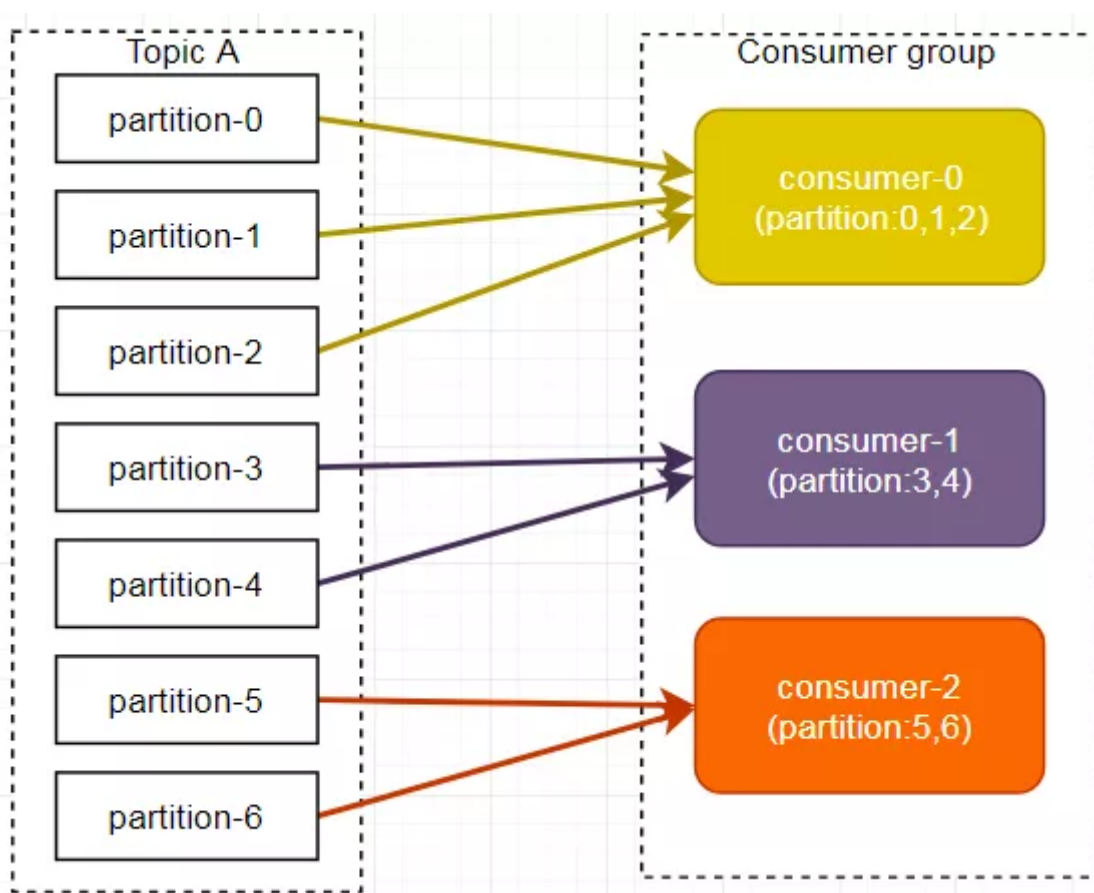 Topic A
partition-0
partition-1
partition-2
partition-3
partition-4
partition-5
partition-6
Consumer group
consumer-0
(partition:0,1,2)
consumer-1
(partition:3,4)
consumer-2
(partition:5,6)